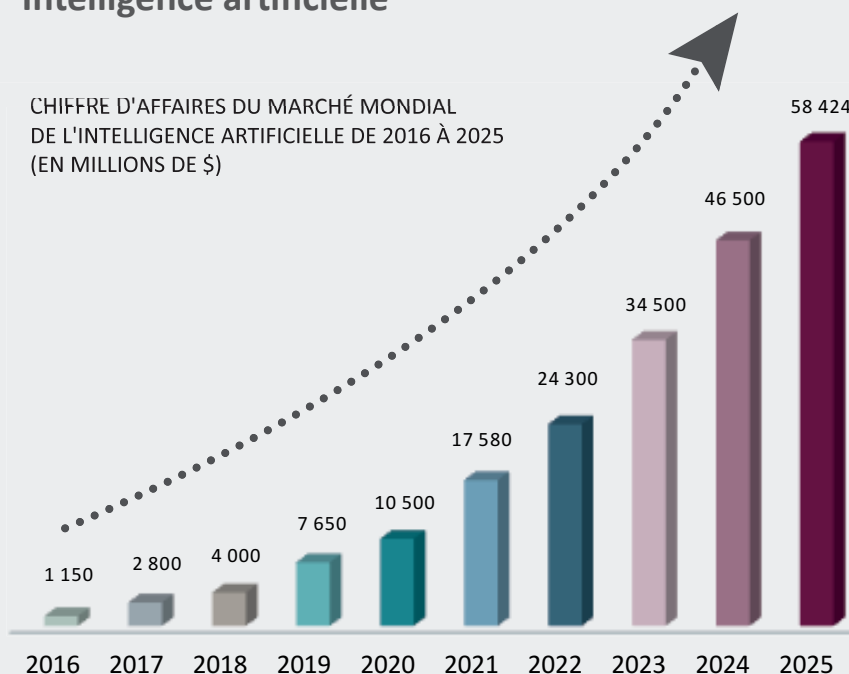 intelligence artificielle
CHIFFRE D'AFFAIRES DU MARCHÉ MONDIAL
DE L'INTELLIGENCE ARTIFICIELLE DE 2016 À 2025
(EN MILLIONS DE $)
58 424
46 500
34 500
24 300
17 580
10 500
7 650
4 000
2 800
1 150
2016 2017 2018 2019 2020 2021 2022 2023 2024 2025